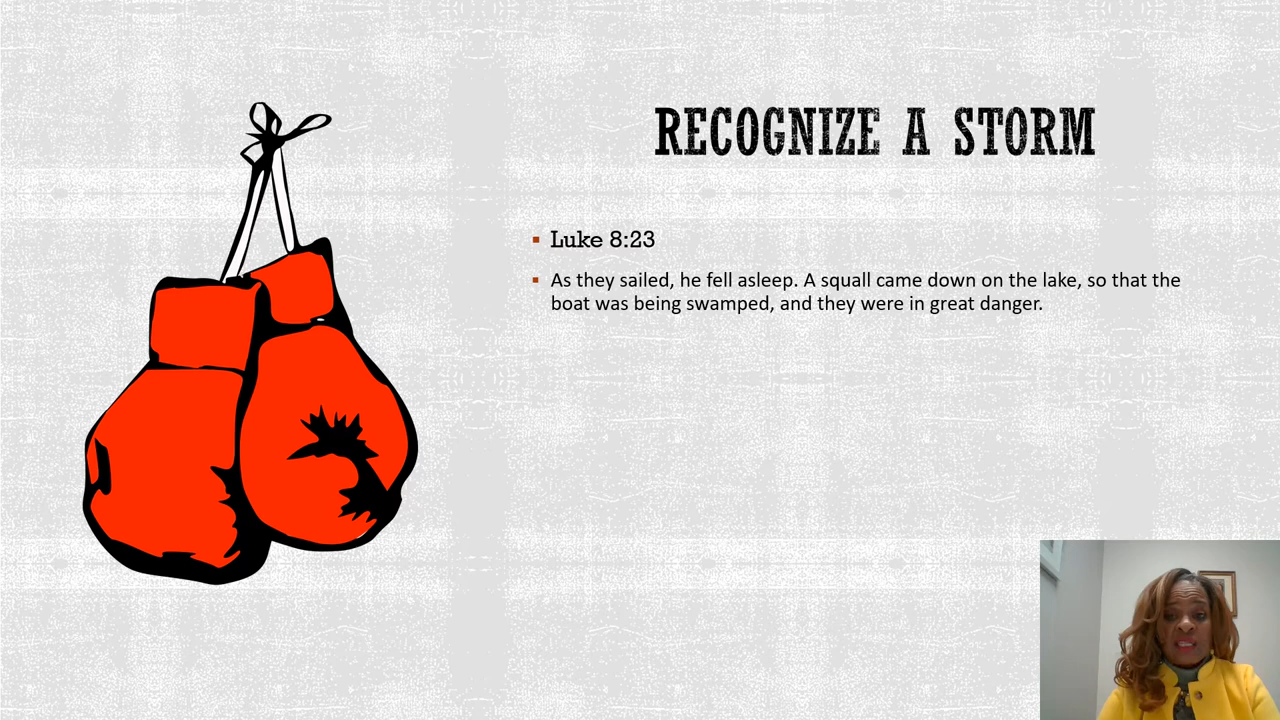 RECOGNIZE A STORM
Luke 8:23
As they sailed, he fell asleep. A squall came down on the lake, so that the
boat was being swamped, and they were in great danger.